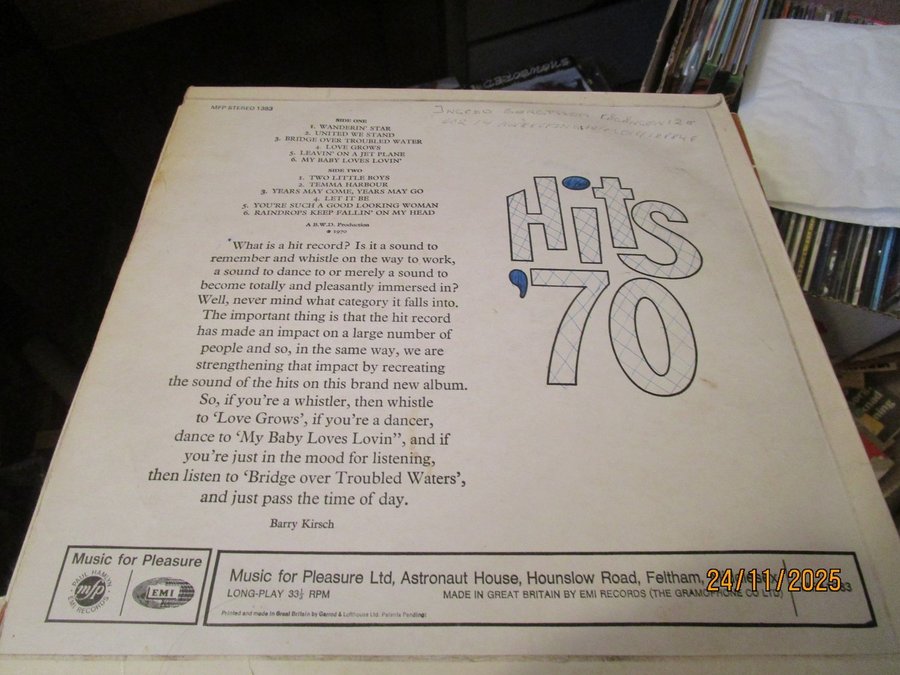 MFP STEREO 1383
SIDE ONE
1. WANDERIN' STAR
2. UNITED WE STAND
3. BRIDGE OVER TROUBLED WATER
4. LOVE GROWS
5. LEAVIN' ON A JET PLANE
6. MY BABY LOVES LOVIN'
SIDE TWO
1. TWO LITTLE BOYS
2. TEMMA HARBOUR
3. YEARS MAY COME, YEARS MAY GO
4. LET IT BE
5. YOU'RE SUCH A GOOD LOOKING WOMAN
6. RAINDROPS KEEP FALLIN' ON MY HEAD
A B.W.D. Production
℗ 1970
What is a hit record? Is it a sound to
remember and whistle on the way to work,
a sound to dance to or merely a sound to
become totally and pleasantly immersed in?
Well, never mind what category it falls into.
The important thing is that the hit record
has made an impact on a large number of
people and so, in the same way, we are
strengthening that impact by recreating
the sound of the hits on this brand new album.
So, if you're a whistler, then whistle
to 'Love Grows', if you're a dancer,
dance to 'My Baby Loves Lovin'', and if
you're just in the mood for listening,
then listen to 'Bridge over Troubled Waters',
and just pass the time of day.
Barry Kirsch
Hits
'70
Music for Pleasure
PAUL HAMLYN
mfp
EMI RECORDS
EMI
Music for Pleasure Ltd, Astronaut House, Hounslow Road, Feltham,
LONG-PLAY 33⅓ RPM
MADE IN GREAT BRITAIN BY EMI RECORDS (THE GRAMOPHONE CO LTD)
Printed and made in Great Britain by Garrod & Lofthouse Ltd. Patents Pending
24/11/2025